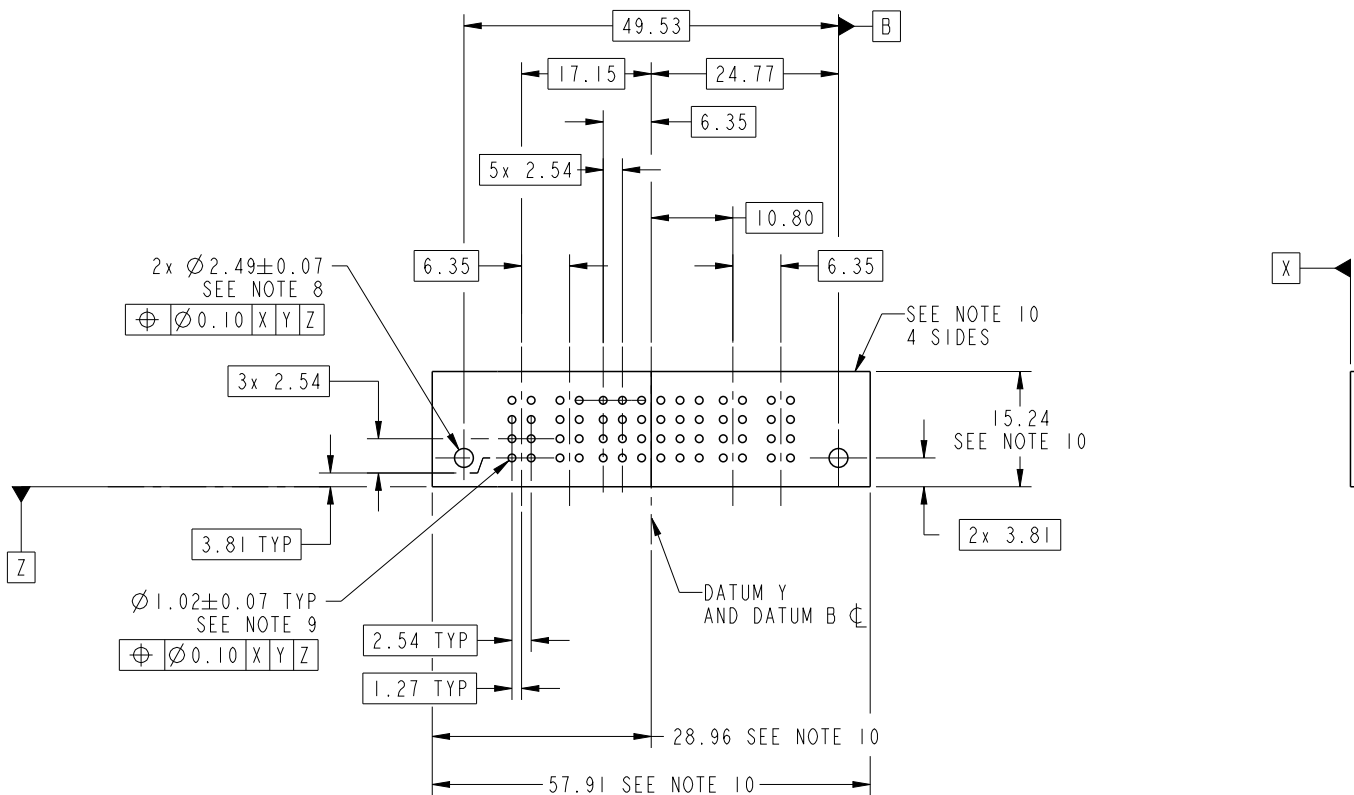 49.53
B
17.15
24.77
6.35
5x 2.54
10.80
2x Ø2.49±0.07
SEE NOTE 8
⌖ Ø0.10 X Y Z
6.35
6.35
X
SEE NOTE 10
4 SIDES
3x 2.54
15.24
SEE NOTE 10
3.81 TYP
2x 3.81
Z
Ø1.02±0.07 TYP
SEE NOTE 9
⌖ Ø0.10 X Y Z
DATUM Y
AND DATUM B ℄
2.54 TYP
1.27 TYP
28.96 SEE NOTE 10
57.91 SEE NOTE 10